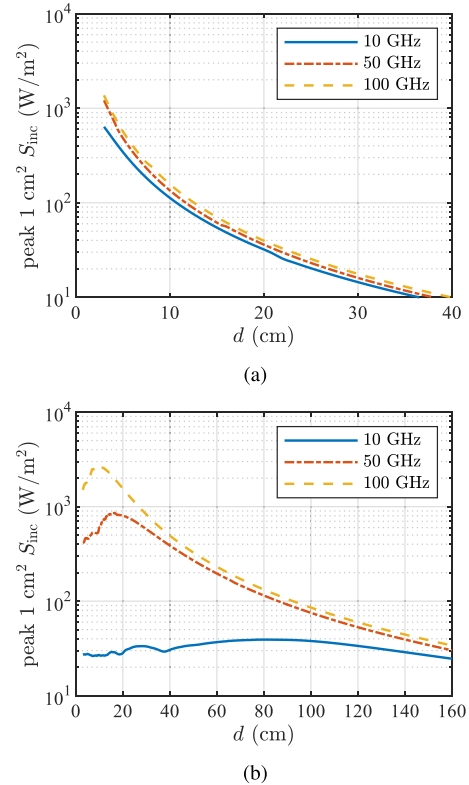 10^4
10 GHz
50 GHz
100 GHz
10^3
10^2
10^1
peak 1 cm^2 S_inc (W/m^2)
0 10 20 30 40
d (cm)
(a)
10^4
10 GHz
50 GHz
100 GHz
10^3
10^2
10^1
peak 1 cm^2 S_inc (W/m^2)
0 20 40 60 80 100 120 140 160
d (cm)
(b)